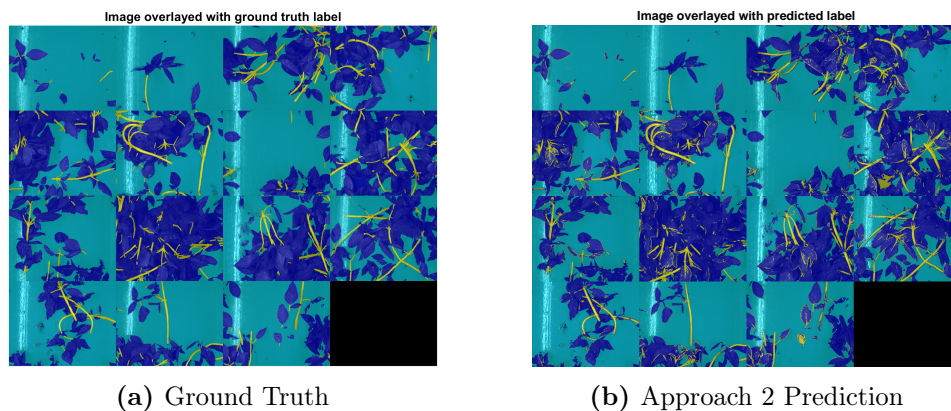 Image overlayed with ground truth label
Image overlayed with predicted label
(a) Ground Truth
(b) Approach 2 Prediction